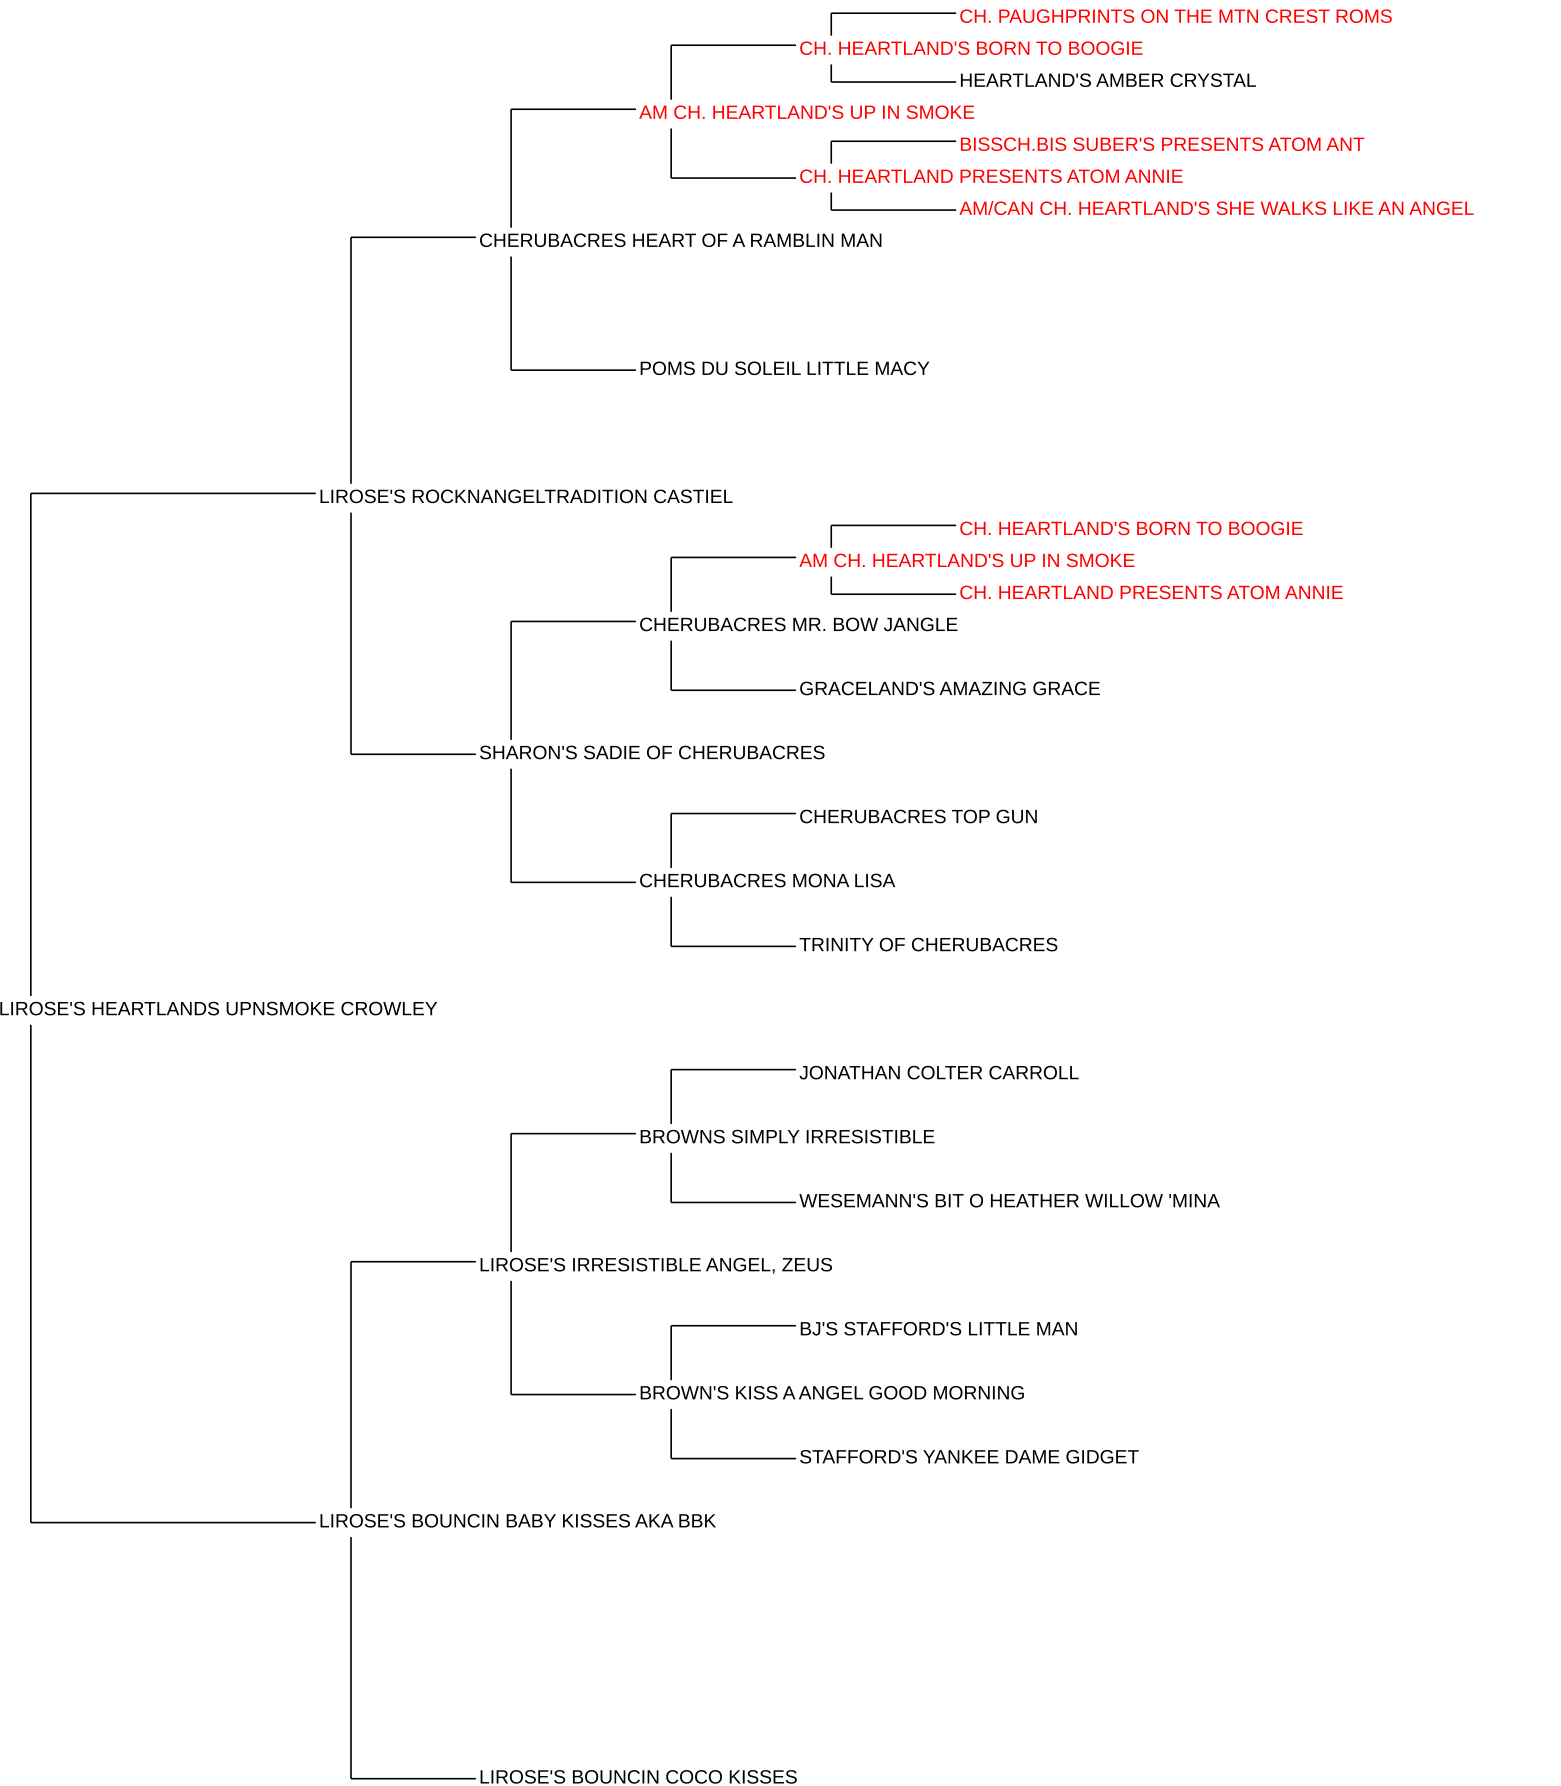 CH. PAUGHPRINTS ON THE MTN CREST ROMS
CH. HEARTLAND'S BORN TO BOOGIE
HEARTLAND'S AMBER CRYSTAL
AM CH. HEARTLAND'S UP IN SMOKE
BISSCH.BIS SUBER'S PRESENTS ATOM ANT
CH. HEARTLAND PRESENTS ATOM ANNIE
AM/CAN CH. HEARTLAND'S SHE WALKS LIKE AN ANGEL
CHERUBACRES HEART OF A RAMBLIN MAN
POMS DU SOLEIL LITTLE MACY
LIROSE'S ROCKNANGELTRADITION CASTIEL
CH. HEARTLAND'S BORN TO BOOGIE
AM CH. HEARTLAND'S UP IN SMOKE
CH. HEARTLAND PRESENTS ATOM ANNIE
CHERUBACRES MR. BOW JANGLE
GRACELAND'S AMAZING GRACE
SHARON'S SADIE OF CHERUBACRES
CHERUBACRES TOP GUN
CHERUBACRES MONA LISA
TRINITY OF CHERUBACRES
LIROSE'S HEARTLANDS UPNSMOKE CROWLEY
JONATHAN COLTER CARROLL
BROWNS SIMPLY IRRESISTIBLE
WESEMANN'S BIT O HEATHER WILLOW 'MINA
LIROSE'S IRRESISTIBLE ANGEL, ZEUS
BJ'S STAFFORD'S LITTLE MAN
BROWN'S KISS A ANGEL GOOD MORNING
STAFFORD'S YANKEE DAME GIDGET
LIROSE'S BOUNCIN BABY KISSES AKA BBK
LIROSE'S BOUNCIN COCO KISSES